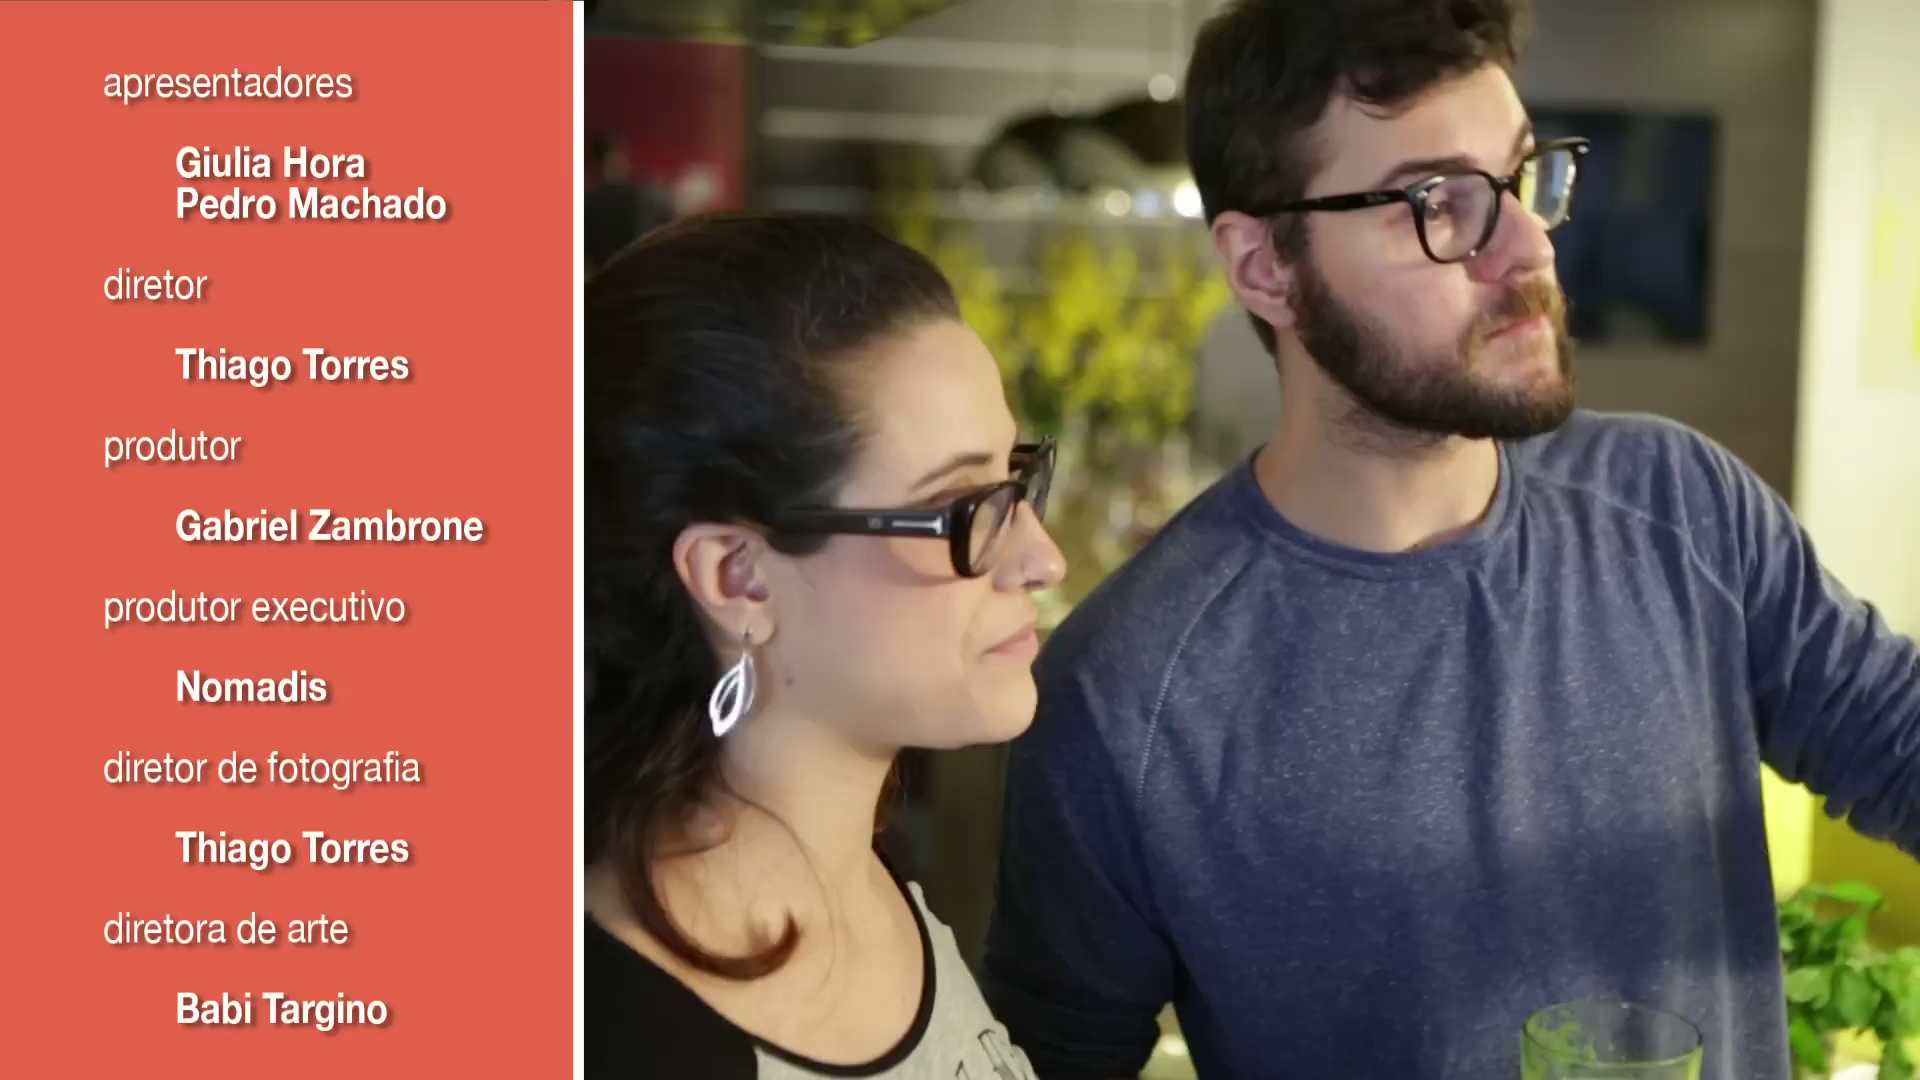 apresentadores
Giulia Hora
Pedro Machado
diretor
Thiago Torres
produtor
Gabriel Zambrone
produtor executivo
Nomadis
diretor de fotografia
Thiago Torres
diretora de arte
Babi Targino